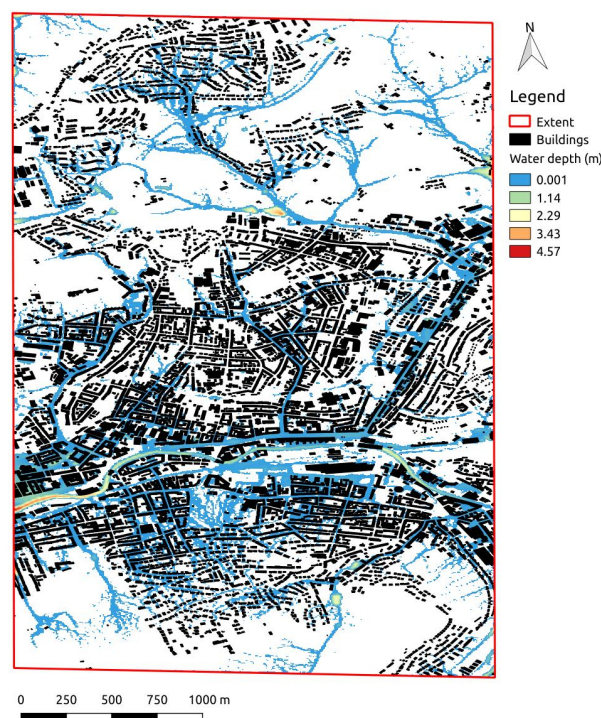 N
Legend
Extent
Buildings
Water depth (m)
0.001
1.14
2.29
3.43
4.57
0 250 500 750 1000 m